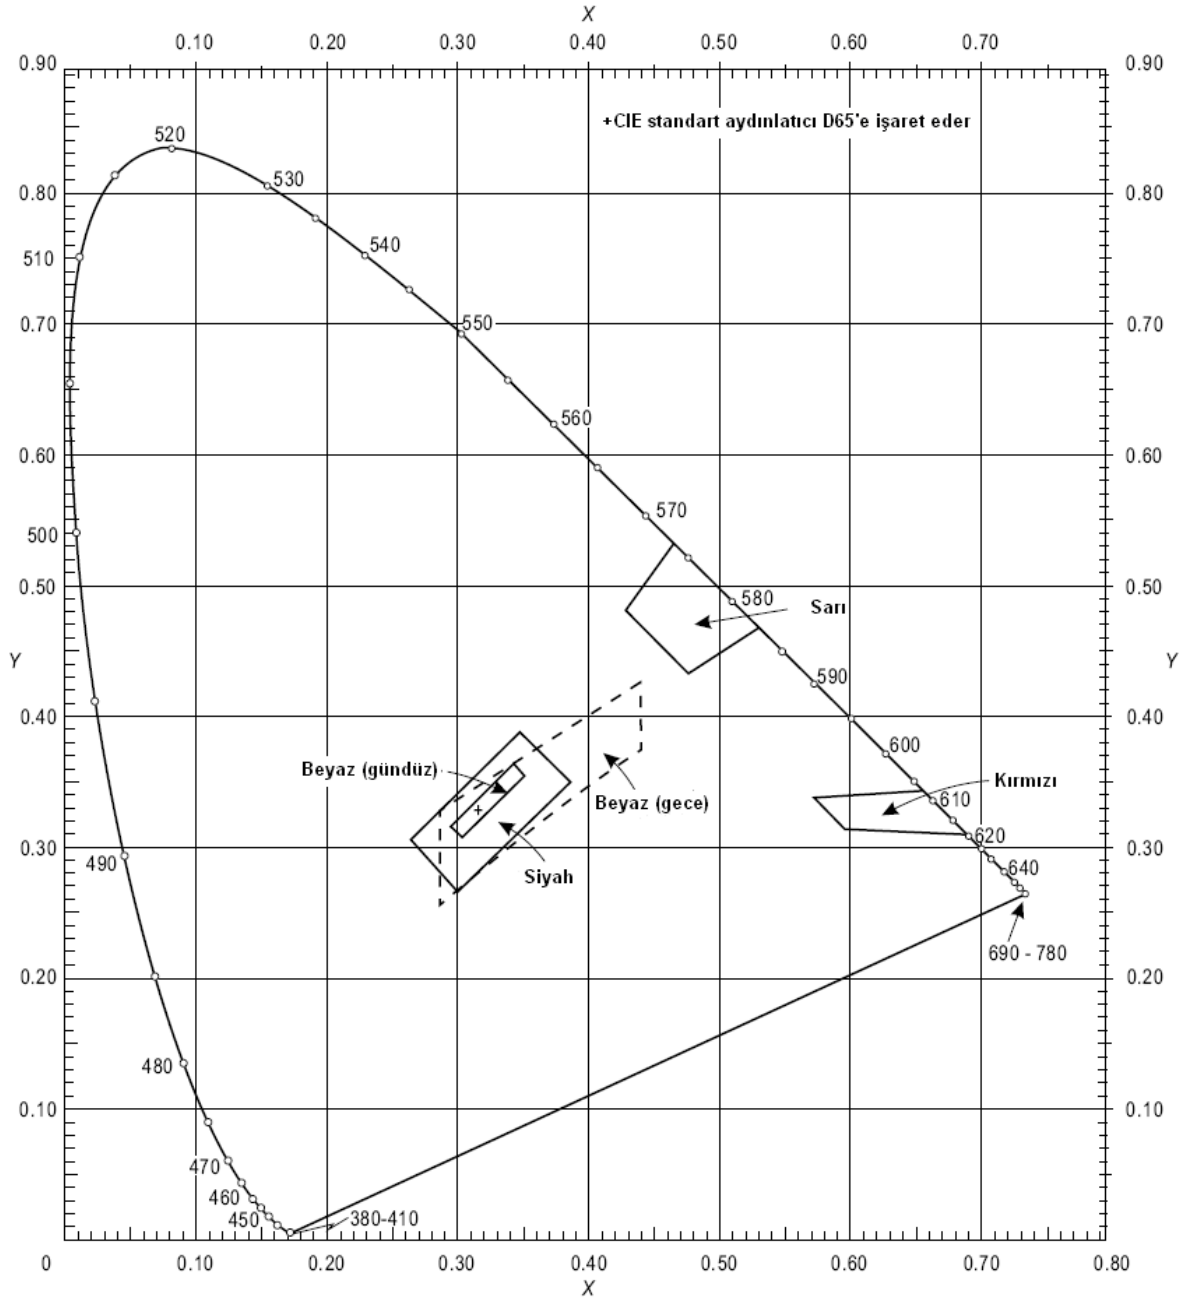 X
0.10 0.20 0.30 0.40 0.50 0.60 0.70
0.90 0.90
+CIE standart aydınlatıcı D65'e işaret eder
520
530
0.80 0.80
540
510
0.70 550 0.70
560
0.60 0.60
570
500
0.50 0.50
580 Sarı
Y Y
590
0.40 0.40
600
Beyaz (gündüz) Kırmızı
Beyaz (gece) 610
620
0.30 0.30
490 Siyah 640
690 - 780
0.20 0.20
480
0.10 0.10
470
460
450 380-410
0 0.10 0.20 0.30 0.40 0.50 0.60 0.70 0.80
X